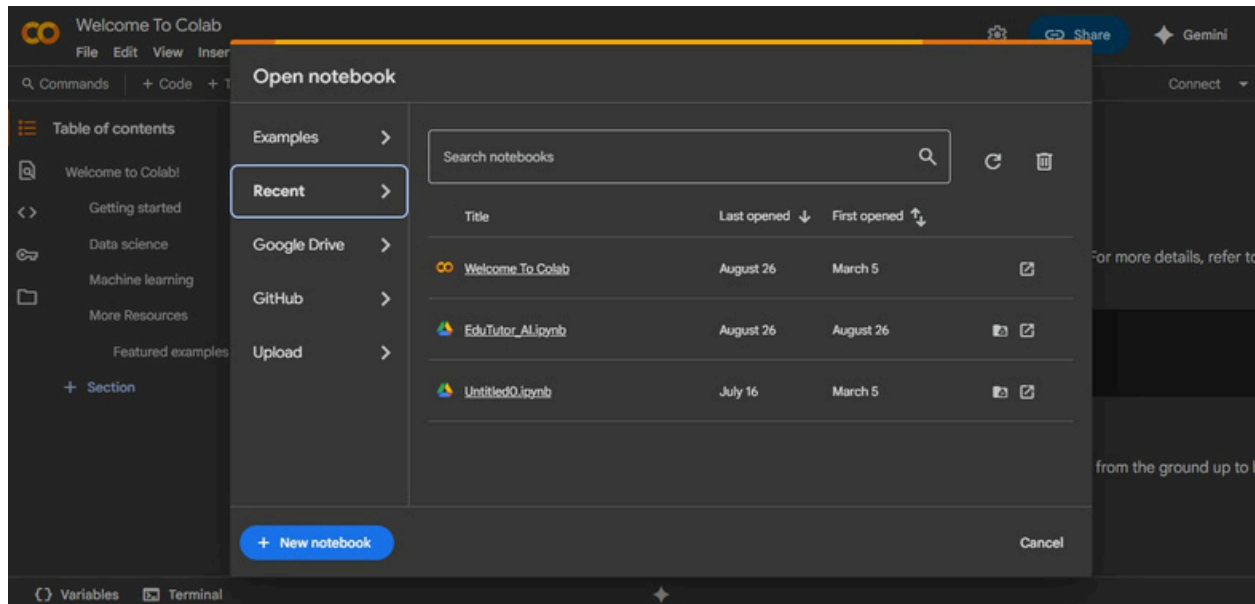 Welcome To Colab
File Edit View Inser
Share
Gemini
Commands + Code + T
Connect
Open notebook
Table of contents
Welcome to Colab!
Getting started
Data science
Machine learning
More Resources
Featured examples
+ Section
Examples
Recent
Google Drive
GitHub
Upload
Search notebooks
Title Last opened First opened
Welcome To Colab August 26 March 5
EduTutor_AI.ipynb August 26 August 26
Untitled0.ipynb July 16 March 5
For more details, refer to
from the ground up to
+ New notebook
Cancel
Variables Terminal